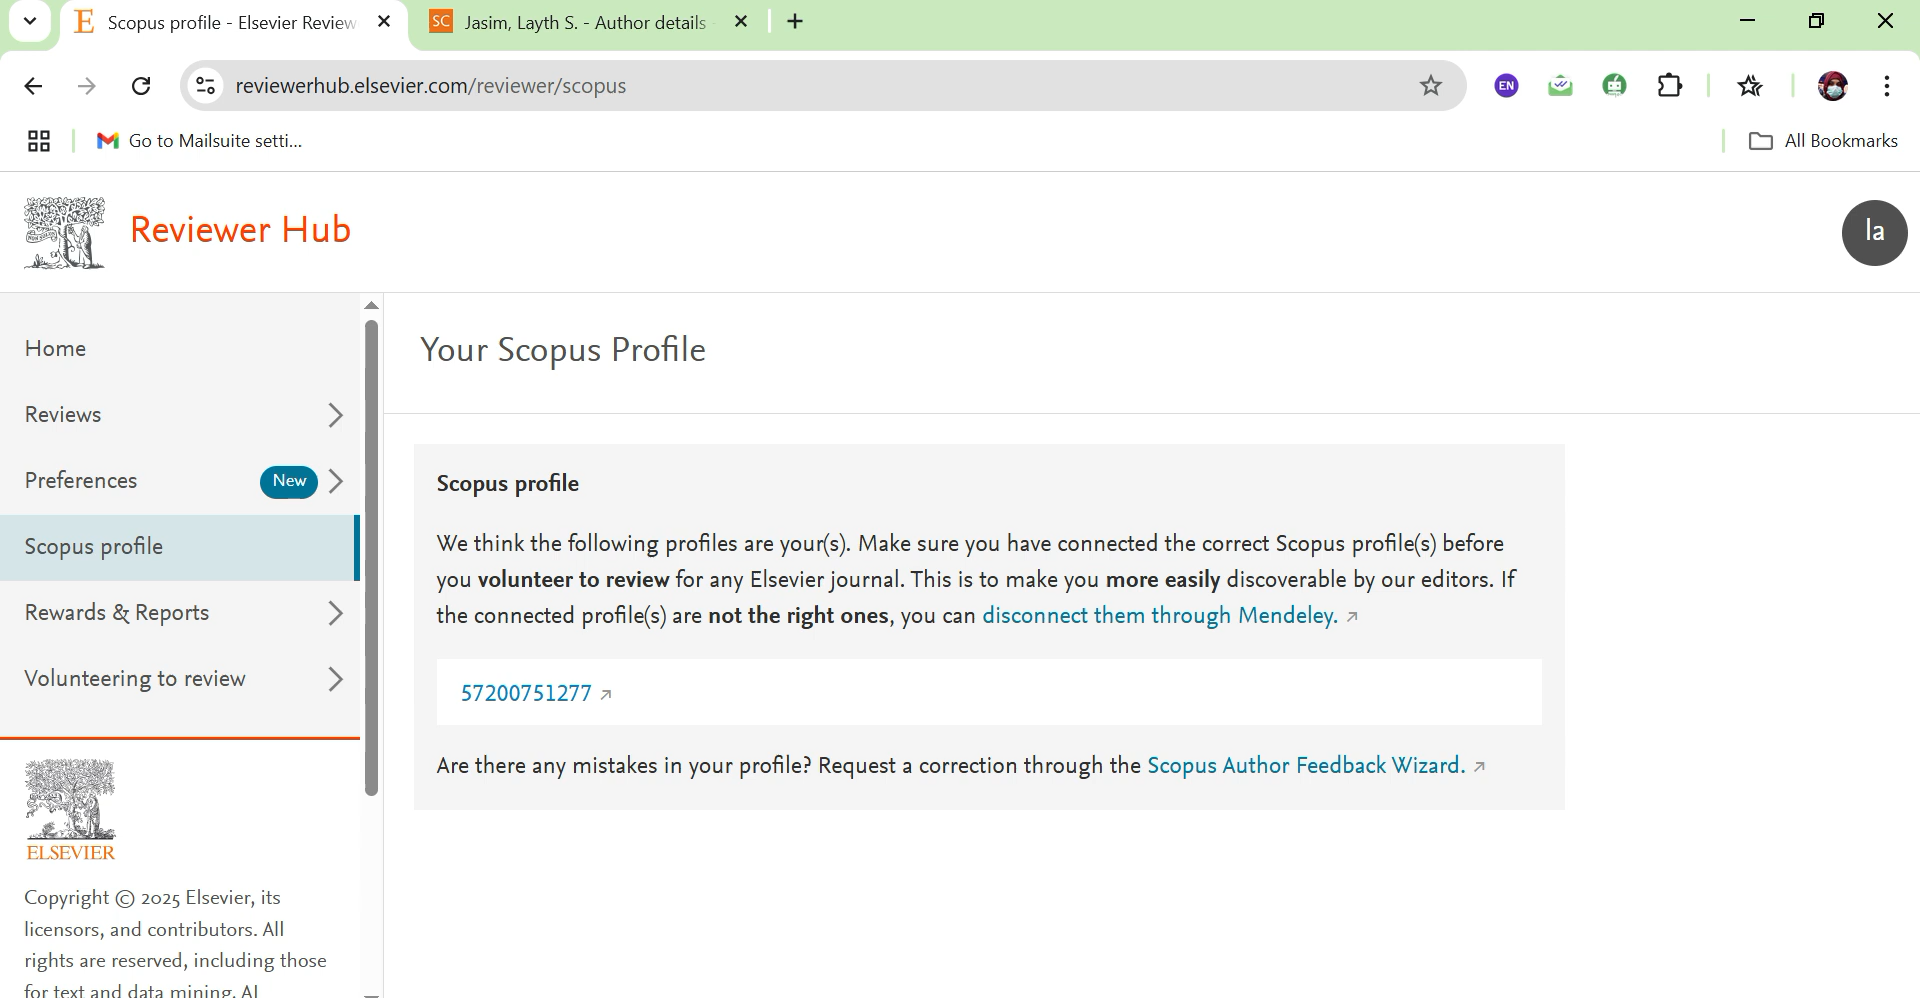 Scopus profile - Elsevier Review
SC
Jasim, Layth S. - Author details
reviewerhub.elsevier.com/reviewer/scopus
EN
Go to Mailsuite setti...
All Bookmarks
Reviewer Hub
la
Home
Reviews
Preferences
New
Scopus profile
Rewards & Reports
Volunteering to review
ELSEVIER
Copyright © 2025 Elsevier, its
licensors, and contributors. All
rights are reserved, including those
for text and data mining, AI
Your Scopus Profile
Scopus profile
We think the following profiles are your(s). Make sure you have connected the correct Scopus profile(s) before
you volunteer to review for any Elsevier journal. This is to make you more easily discoverable by our editors. If
the connected profile(s) are not the right ones, you can disconnect them through Mendeley. ↗
57200751277 ↗
Are there any mistakes in your profile? Request a correction through the Scopus Author Feedback Wizard. ↗